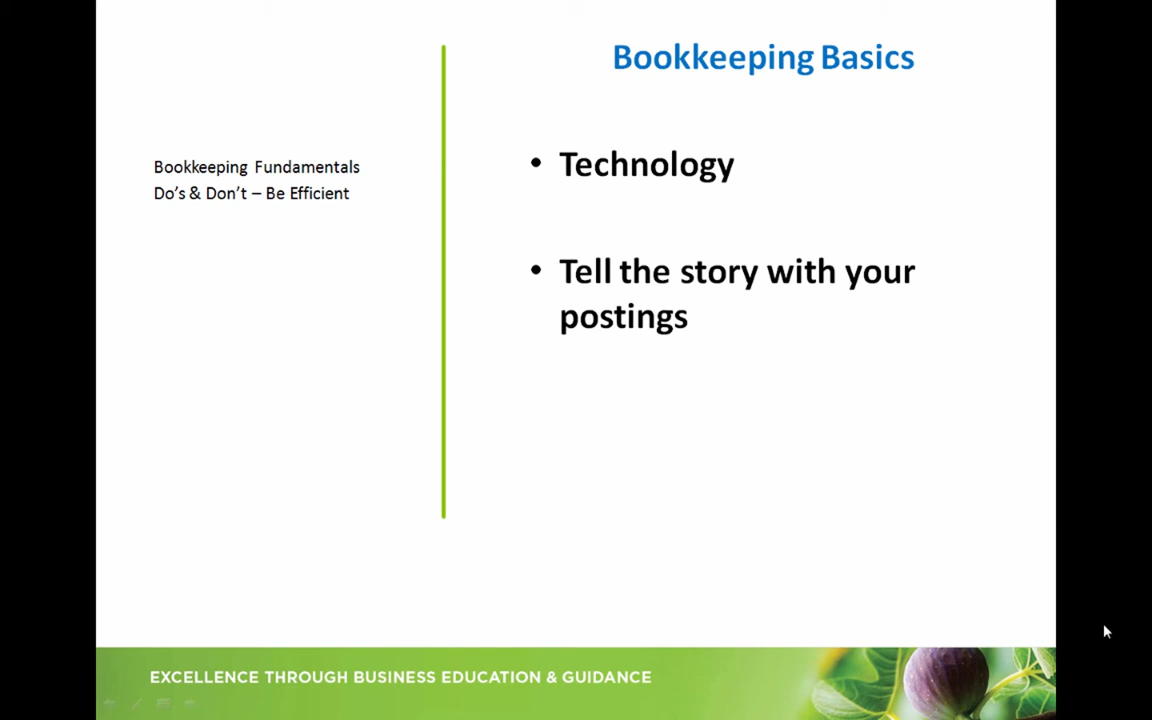 Bookkeeping Basics
Bookkeeping Fundamentals
Do's & Don't – Be Efficient
• Technology
• Tell the story with your
postings
EXCELLENCE THROUGH BUSINESS EDUCATION & GUIDANCE